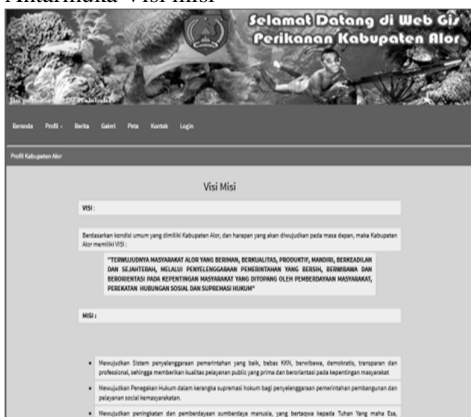 Antarmuka Visi misi
Selamat Datang di Web Gis
Perikanan Kabupaten Alor
Beranda Profil Berita Galeri Peta Kontak Login
Profil Kabupaten Alor
Visi Misi
VISI :
Berdasarkan kondisi umum yang dimiliki Kabupaten Alor, dan harapan yang akan diwujudkan pada masa depan, maka Kabupaten
Alor memiliki VISI :
"TERWUJUDNYA MASYARAKAT ALOR YANG BERIMAN, BERKUALITAS, PRODUKTIF, MANDIRI, BERKEADILAN
DAN SEJAHTERAH, MELALUI PENYELENGGARAAN PEMERINTAHAN YANG BERSIH, BERWIBAWA DAN
BERORIENTASI PADA KEPENTINGAN MASYARAKAT YANG DITOPANG OLEH PEMBERDAYAAN MASYARAKAT,
PEREKATAN HUBUNGAN SOSIAL DAN SUPREMASI HUKUM"
MISI :
• Mewujudkan Sistem penyelenggaraan pemerintahan yang baik, bebas KKN, berwibawa, demokratis, transparan dan
professional, sehingga memberikan kualitas pelayanan public yang prima dan berorientasi pada kepentingan masyarakat
• Mewujudkan Penegakan Hukum dalam kerangka supremasi hukum bagi penyelenggaraan pemerintahan pembangunan dan
pelayanan social kemasyarakatan.
• Mewujudkan peringkatan dan pemberdayaan sumberdaya manusia, yang bertaqwa kepada Tuhan Yang maha Esa,